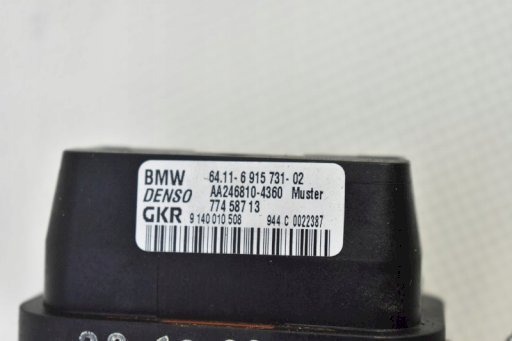 BMW 64.11- 6 915 731- 02
DENSO AA246810-4360 Muster
774 587 13
GKR 9 140 010 508 944 C 0022387